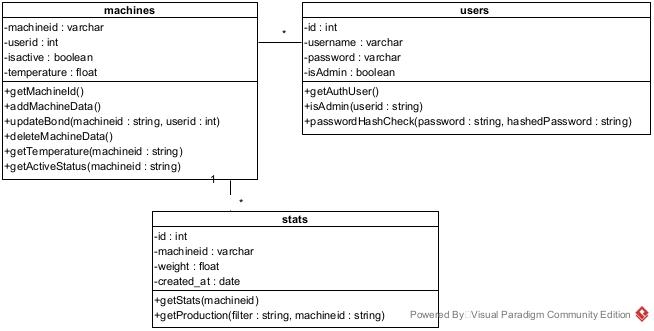 machines
-machineid : varchar
-userid : int
-isactive : boolean
-temperature : float
+getMachineId()
+addMachineData()
+updateBond(machineid : string, userid : int)
+deleteMachineData()
+getTemperature(machineid : string)
+getActiveStatus(machineid : string)
*
users
-id : int
-username : varchar
-password : varchar
-isAdmin : boolean
+getAuthUser()
+isAdmin(userid : string)
+passwordHashCheck(password : string, hashedPassword : string)
1
*
stats
-id : int
-machineid : varchar
-weight : float
-created_at : date
+getStats(machineid)
+getProduction(filter : string, machineid : string)
Powered By Visual Paradigm Community Edition